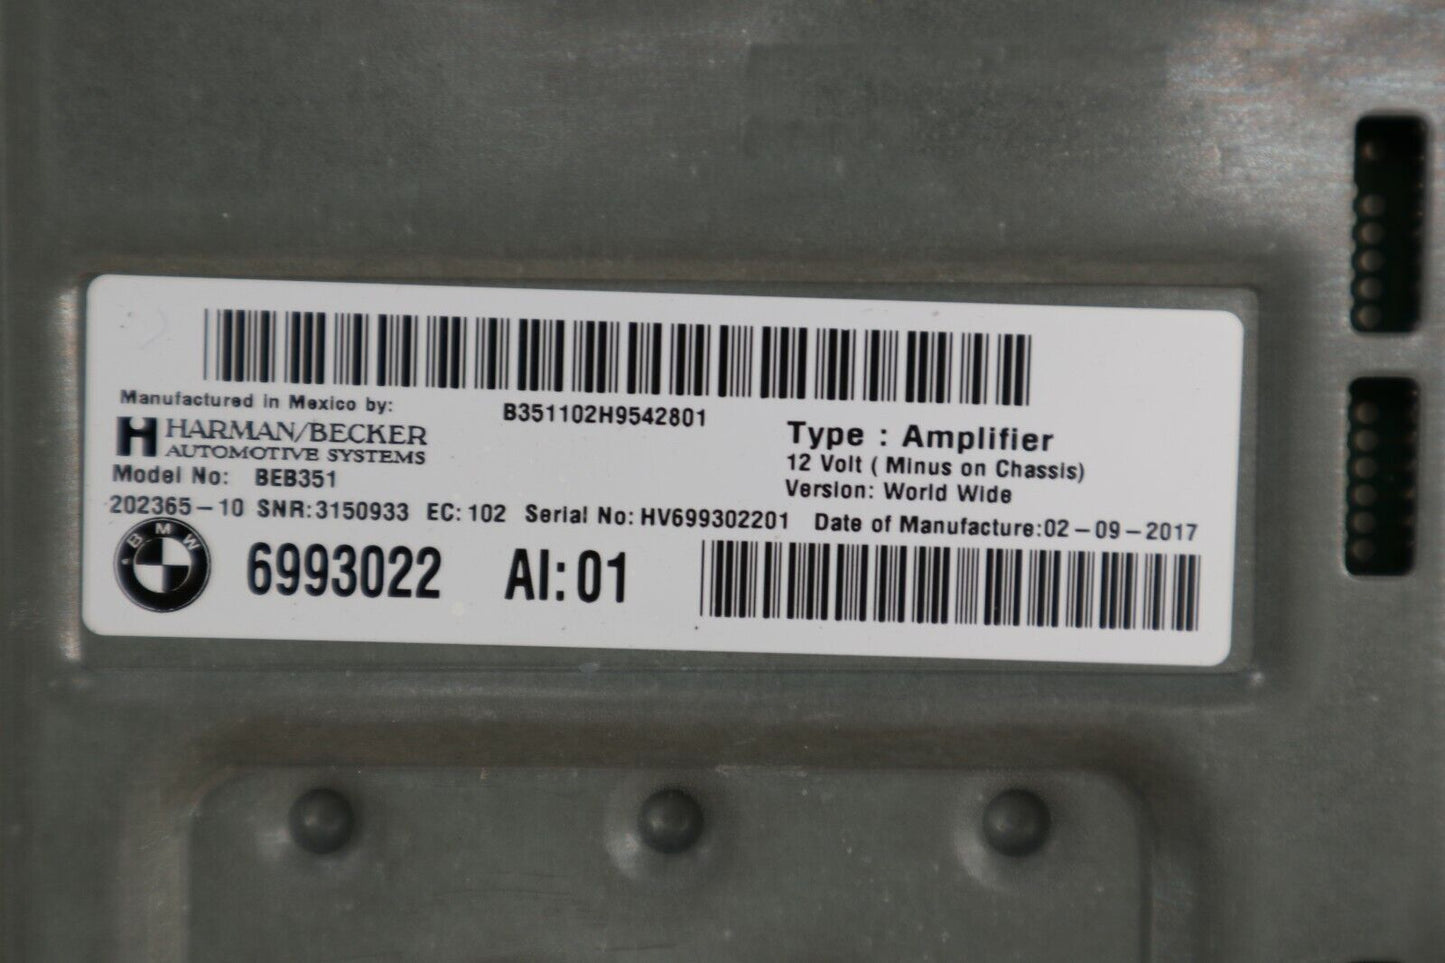 Manufactured in Mexico by:
B351102H9542801
HARMAN/BECKER
AUTOMOTIVE SYSTEMS
Type : Amplifier
12 Volt ( Minus on Chassis)
Model No: BEB351
Version: World Wide
202365-10 SNR:3150933 EC: 102 Serial No: HV699302201 Date of Manufacture:02-09-2017
BMW
6993022 AI: 01